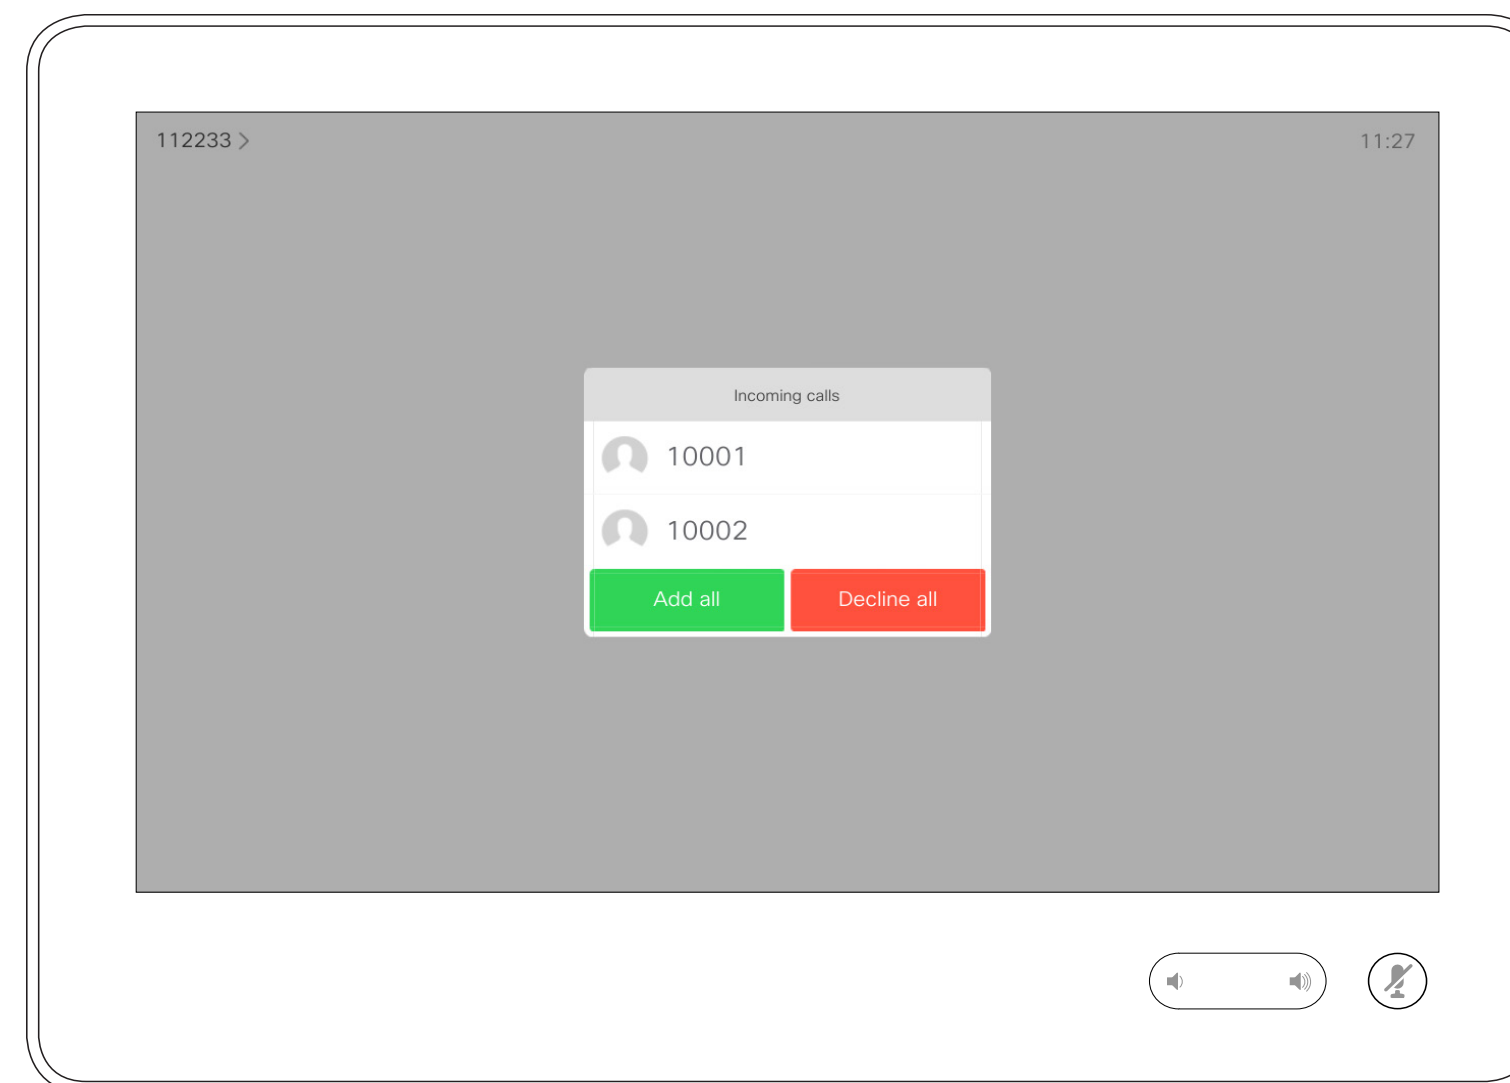 112233 >
11:27
Incoming calls
10001
10002
Add all
Decline all